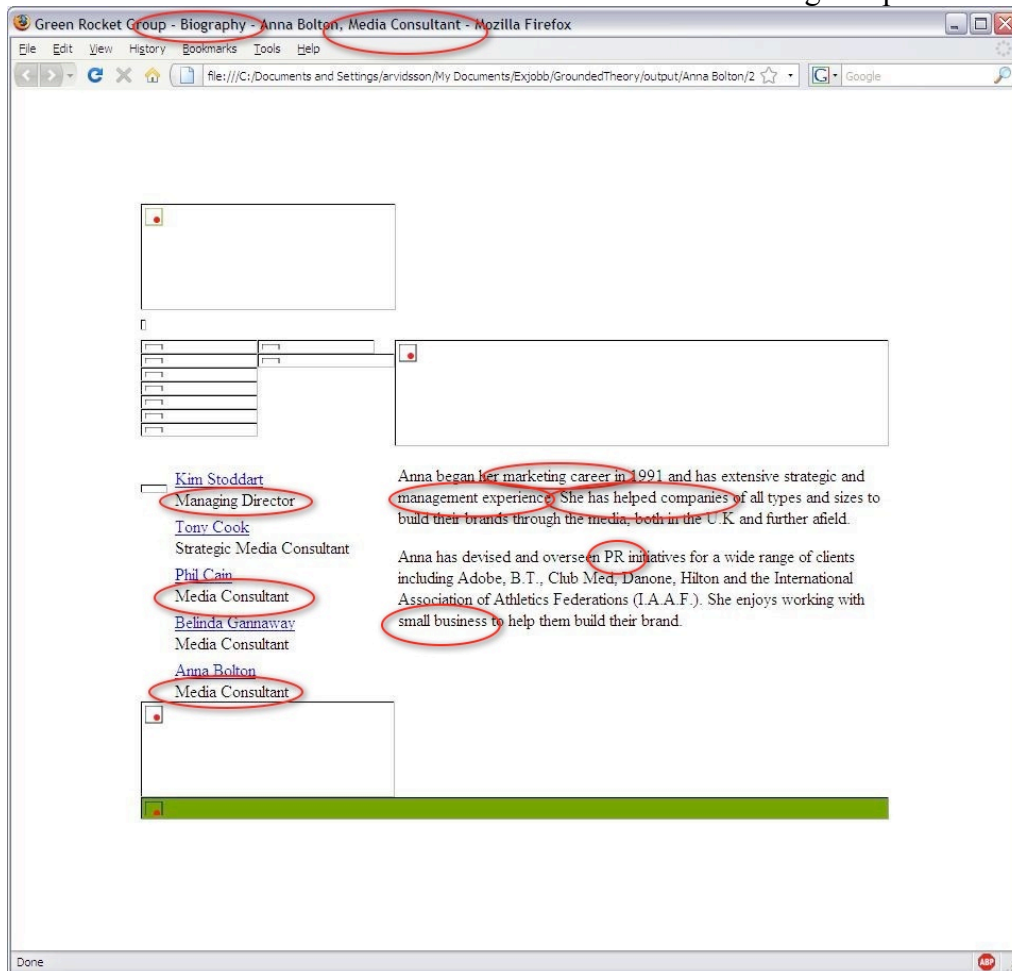 Green Rocket Group - Biography - Anna Bolton, Media Consultant - Mozilla Firefox
File Edit View History Bookmarks Tools Help
file:///C:/Documents and Settings/arvidsson/My Documents/Exjobb/GroundedTheory/output/Anna Bolton/2
G Google
Kim Stoddart
Managing Director
Tony Cook
Strategic Media Consultant
Phil Cain
Media Consultant
Belinda Gannaway
Media Consultant
Anna Bolton
Media Consultant
Anna began her marketing career in 1991 and has extensive strategic and
management experience. She has helped companies of all types and sizes to
build their brands through the media, both in the U.K and further afield.
Anna has devised and overseen PR initiatives for a wide range of clients
including Adobe, B.T., Club Med, Danone, Hilton and the International
Association of Athletics Federations (I.A.A.F.). She enjoys working with
small business to help them build their brand.
Done
ABP